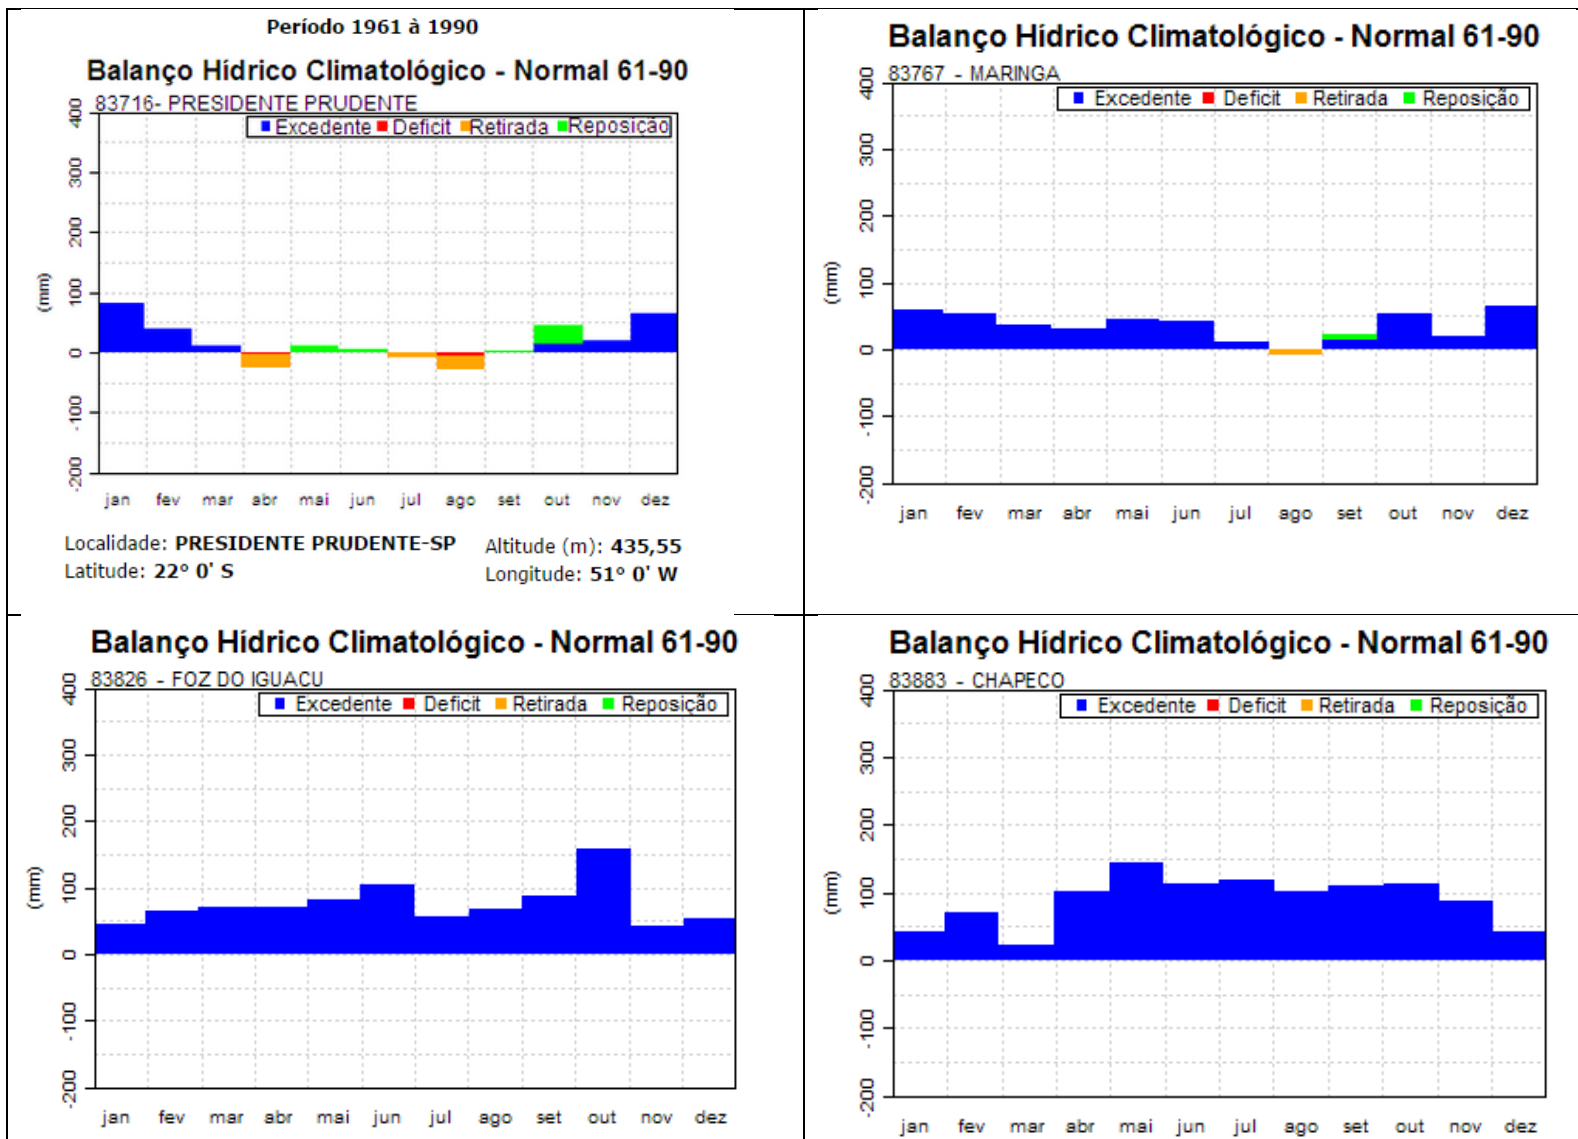 Período 1961 à 1990
Balanço Hídrico Climatológico - Normal 61-90
83716- PRESIDENTE PRUDENTE
Excedente Deficit Retirada Reposição
400
300
200
100
0
-100
-200
(mm)
jan fev mar abr mai jun jul ago set out nov dez
Localidade: PRESIDENTE PRUDENTE-SP Altitude (m): 435,55
Latitude: 22° 0' S Longitude: 51° 0' W
Balanço Hídrico Climatológico - Normal 61-90
83767 - MARINGA
Excedente Deficit Retirada Reposição
400
300
200
100
0
-100
-200
(mm)
jan fev mar abr mai jun jul ago set out nov dez
Balanço Hídrico Climatológico - Normal 61-90
83826 - FOZ DO IGUACU
Excedente Deficit Retirada Reposição
400
300
200
100
0
-100
-200
(mm)
jan fev mar abr mai jun jul ago set out nov dez
Balanço Hídrico Climatológico - Normal 61-90
83883 - CHAPECO
Excedente Deficit Retirada Reposição
400
300
200
100
0
-100
-200
(mm)
jan fev mar abr mai jun jul ago set out nov dez